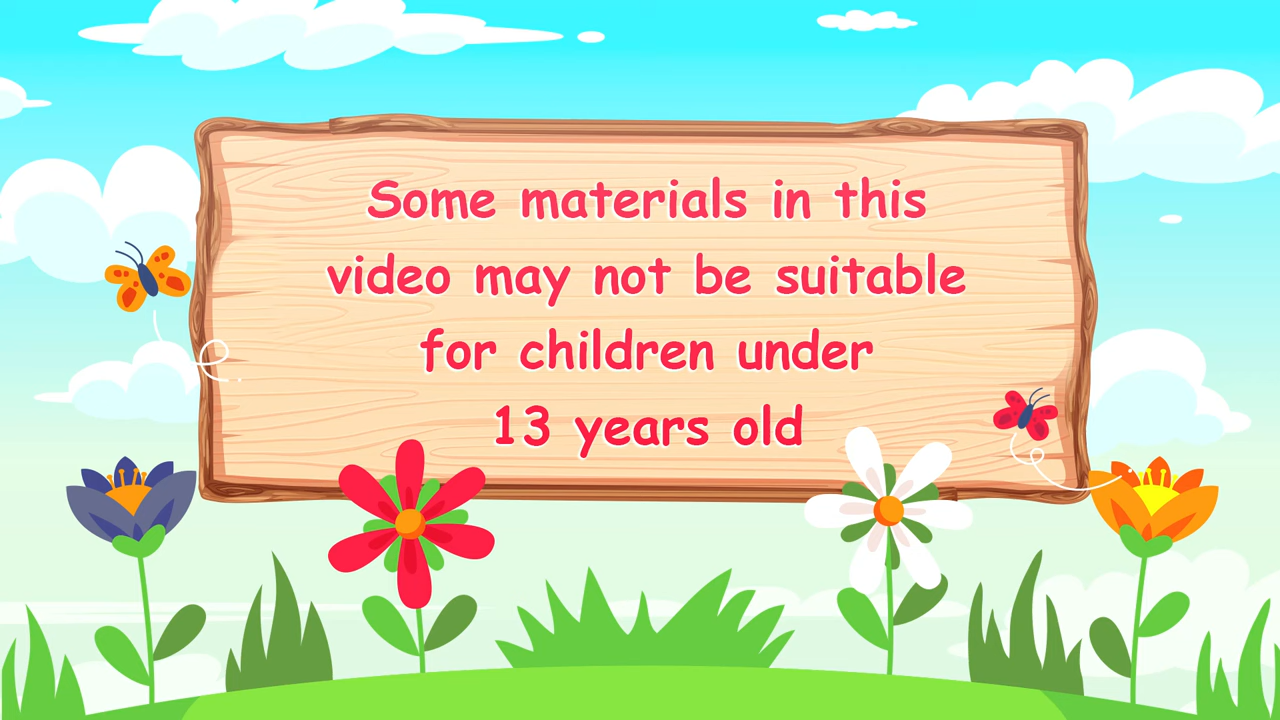 Some materials in this
video may not be suitable
for children under
13 years old